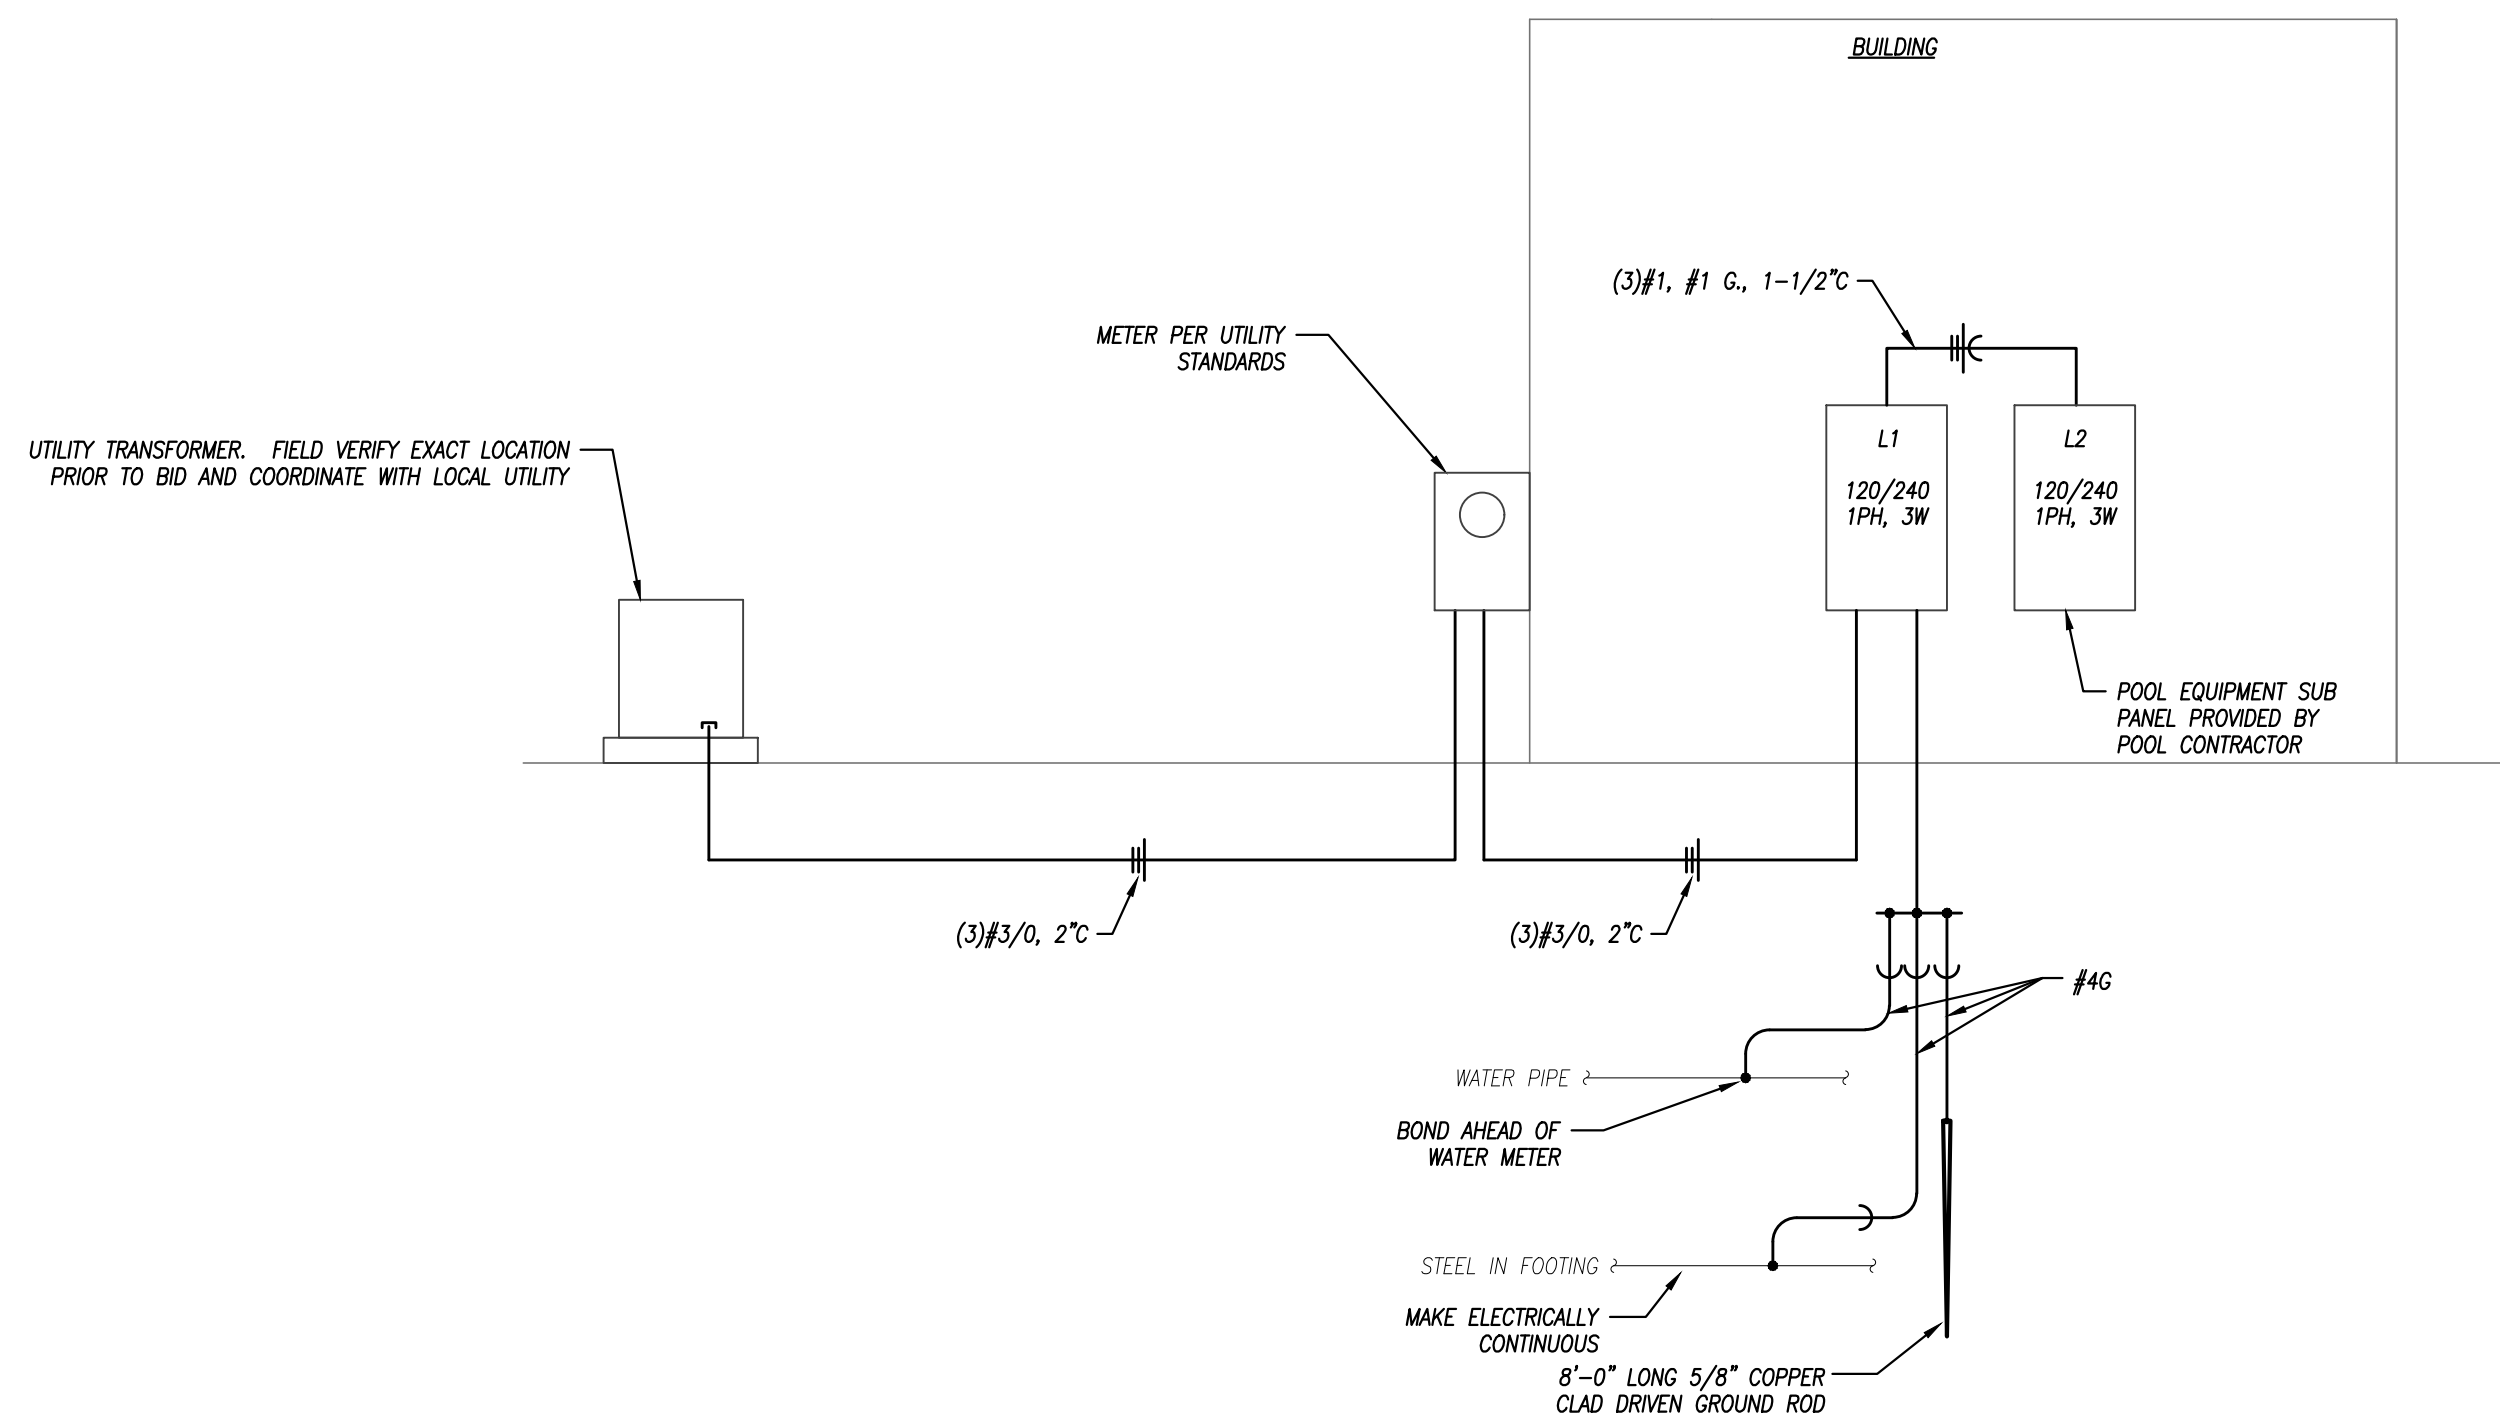 BUILDING
(3)#1, #1 G., 1-1/2"C
METER PER UTILITY
STANDARDS
UTILITY TRANSFORMER. FIELD VERIFY EXACT LOCATION
PRIOR TO BID AND COORDINATE WITH LOCAL UTILITY
L1
120/240
1PH, 3W
L2
120/240
1PH, 3W
POOL EQUIPMENT SUB
PANEL PROVIDED BY
POOL CONTRACTOR
(3)#3/0, 2"C
(3)#3/0, 2"C
#4G
WATER PIPE
BOND AHEAD OF
WATER METER
STEEL IN FOOTING
MAKE ELECTRICALLY
CONTINUOUS
8'-0" LONG 5/8" COPPER
CLAD DRIVEN GROUND ROD